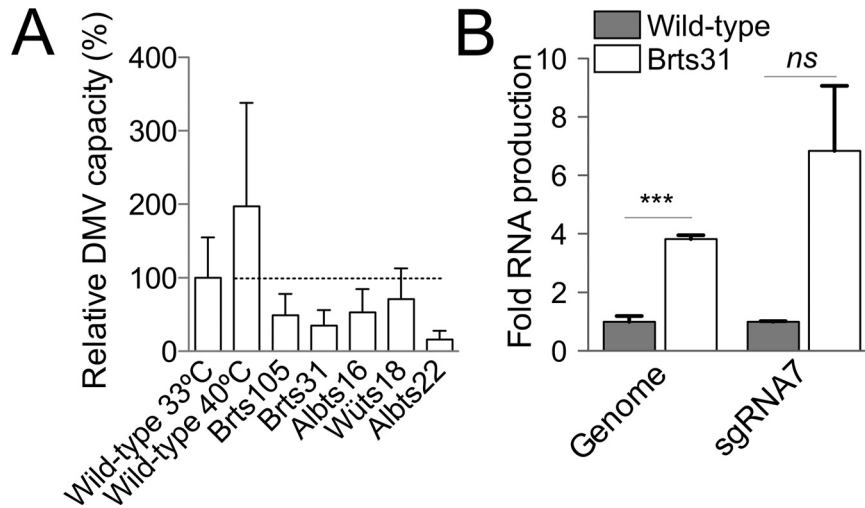 A
Relative DMV capacity (%)
400
300
200
100
0
Wild-type 33ºC
Wild-type 40ºC
Brts105
Brts31
Albts16
Wüts18
Albts22
B
Wild-type
Brts31
Fold RNA production
10
8
6
4
2
0
***
ns
Genome
sgRNA7